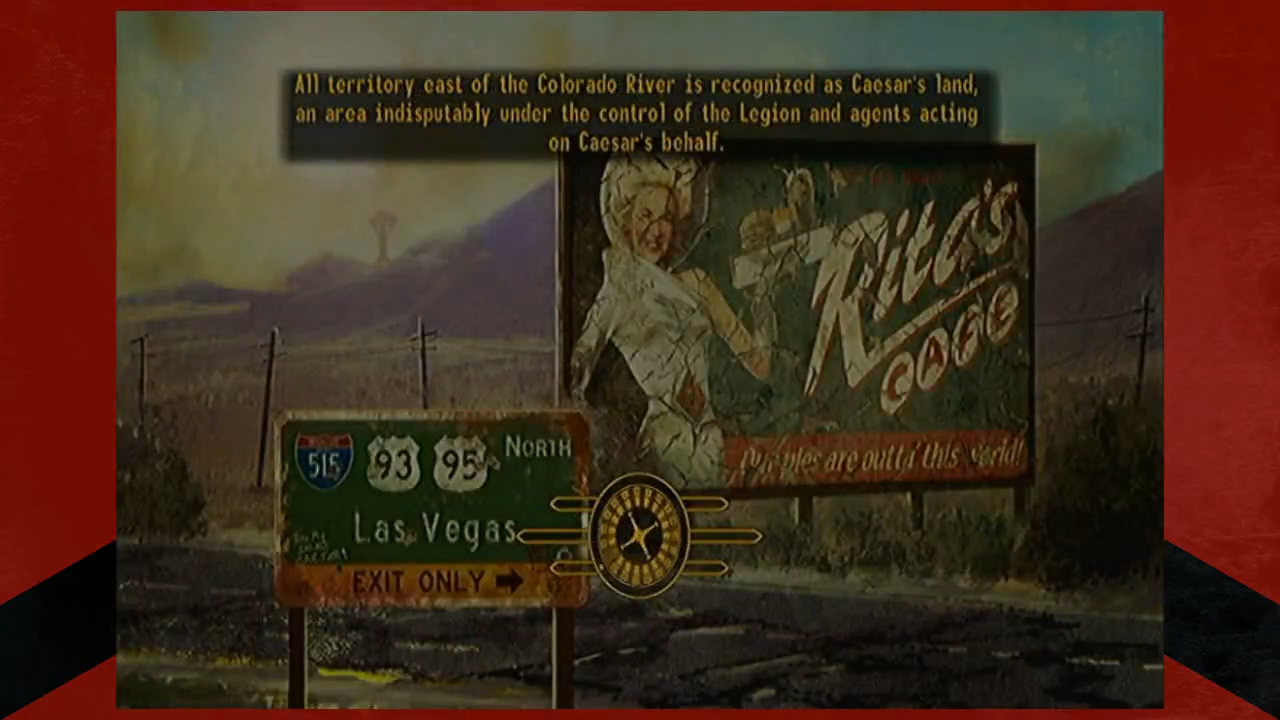 All territory east of the Colorado River is recognized as Caesar's land,
an area indisputably under the control of the Legion and agents acting
on Caesar's behalf.
Rita's
CAFE
Our pies are outta' this world!
515 93 95 NORTH
Las Vegas
EXIT ONLY